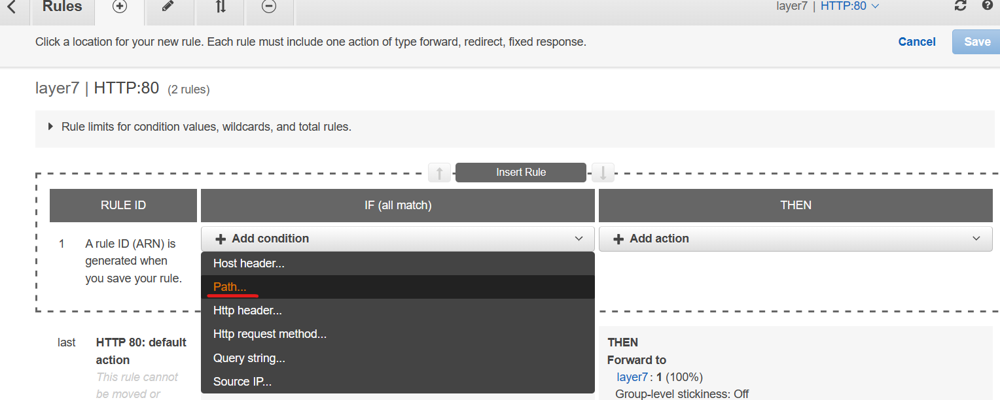 Rules
layer7 | HTTP:80
Click a location for your new rule. Each rule must include one action of type forward, redirect, fixed response.
Cancel
Save
layer7 | HTTP:80 (2 rules)
Rule limits for condition values, wildcards, and total rules.
Insert Rule
RULE ID
IF (all match)
THEN
1
A rule ID (ARN) is
generated when
you save your rule.
Add condition
Host header...
Path...
Http header...
Http request method...
Query string...
Source IP...
Add action
last
HTTP 80: default
action
This rule cannot
be moved or
THEN
Forward to
layer7: 1 (100%)
Group-level stickiness: Off